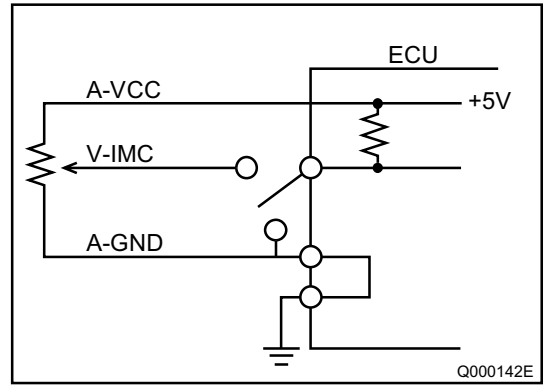 ECU
A-VCC
+5V
V-IMC
A-GND
Q000142E